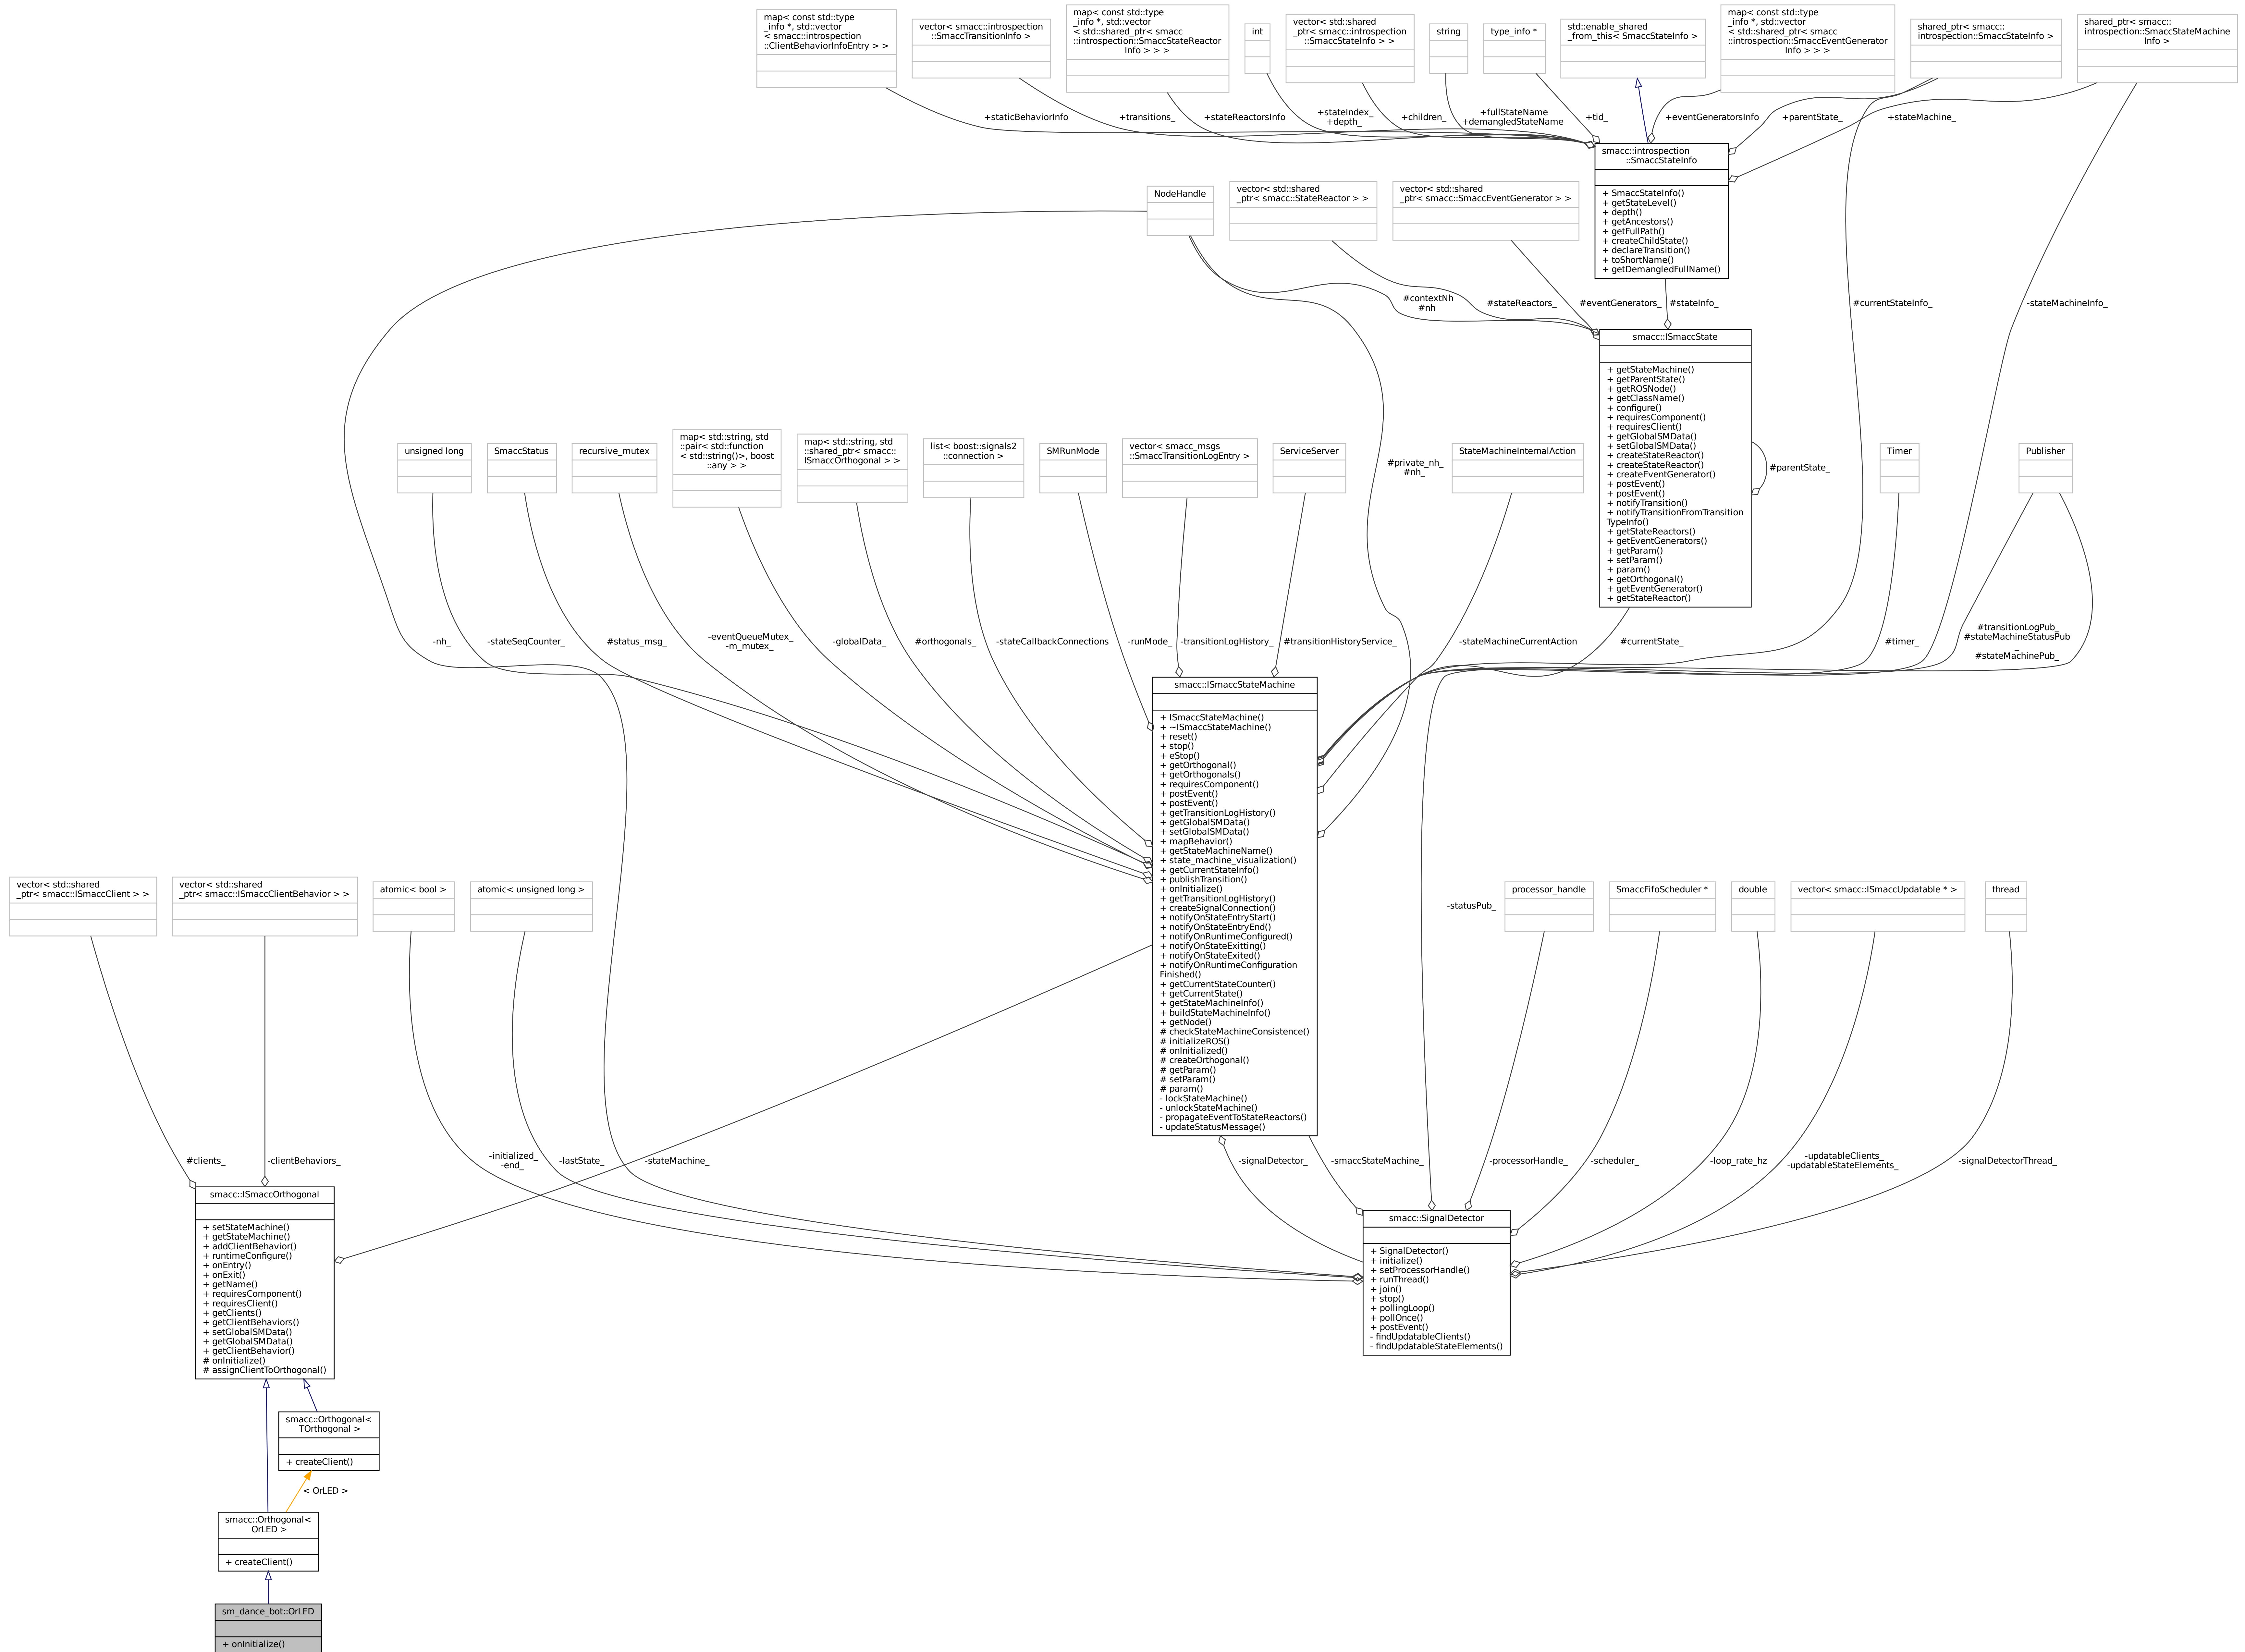 map< const std::type
_info *, std::vector
< smacc::introspection
::ClientBehaviorInfoEntry > >
vector< smacc::introspection
::SmaccTransitionInfo >
map< const std::type
_info *, std::vector
< std::shared_ptr< smacc
::introspection::SmaccStateReactor
Info > > >
int
vector< std::shared
_ptr< smacc::introspection
::SmaccStateInfo > >
string
type_info *
std::enable_shared
_from_this< SmaccStateInfo >
map< const std::type
_info *, std::vector
< std::shared_ptr< smacc
::introspection::SmaccEventGenerator
Info > > >
shared_ptr< smacc::
introspection::SmaccStateInfo >
shared_ptr< smacc::
introspection::SmaccStateMachine
Info >
+staticBehaviorInfo
+transitions_
+stateReactorsInfo
+stateIndex_
+depth_
+children_
+fullStateName
+demangledStateName
+tid_
+eventGeneratorsInfo
+parentState_
+stateMachine_
smacc::introspection
::SmaccStateInfo
+ SmaccStateInfo()
+ getStateLevel()
+ depth()
+ getAncestors()
+ getFullPath()
+ createChildState()
+ declareTransition()
+ toShortName()
+ getDemangledFullName()
NodeHandle
vector< std::shared
_ptr< smacc::StateReactor > >
vector< std::shared
_ptr< smacc::SmaccEventGenerator > >
#contextNh
#nh
#stateReactors_
#eventGenerators_
#stateInfo_
#currentStateInfo_
-stateMachineInfo_
smacc::ISmaccState
+ getStateMachine()
+ getParentState()
+ getROSNode()
+ getClassName()
+ configure()
+ requiresComponent()
+ requiresClient()
+ getGlobalSMData()
+ setGlobalSMData()
+ createStateReactor()
+ createStateReactor()
+ createEventGenerator()
+ postEvent()
+ postEvent()
+ notifyTransition()
+ notifyTransitionFromTransition
TypeInfo()
+ getStateReactors()
+ getEventGenerators()
+ getParam()
+ setParam()
+ param()
+ getOrthogonal()
+ getEventGenerator()
+ getStateReactor()
#parentState_
unsigned long
SmaccStatus
recursive_mutex
map< std::string, std
::pair< std::function
< std::string()>, boost
::any > >
map< std::string, std
::shared_ptr< smacc::
ISmaccOrthogonal > >
list< boost::signals2
::connection >
SMRunMode
vector< smacc_msgs
::SmaccTransitionLogEntry >
ServiceServer
#private_nh_
#nh_
StateMachineInternalAction
Timer
Publisher
-nh_
-stateSeqCounter_
#status_msg_
-eventQueueMutex_
-m_mutex_
-globalData_
#orthogonals_
-stateCallbackConnections
-runMode_
-transitionLogHistory_
#transitionHistoryService_
-stateMachineCurrentAction
#currentState_
#timer_
#transitionLogPub_
#stateMachineStatusPub
_
#stateMachinePub_
smacc::ISmaccStateMachine
+ ISmaccStateMachine()
+ ~ISmaccStateMachine()
+ reset()
+ stop()
+ eStop()
+ getOrthogonal()
+ getOrthogonals()
+ requiresComponent()
+ postEvent()
+ postEvent()
+ getTransitionLogHistory()
+ getGlobalSMData()
+ setGlobalSMData()
+ mapBehavior()
+ getStateMachineName()
+ state_machine_visualization()
+ getCurrentStateInfo()
+ publishTransition()
+ onInitialize()
+ getTransitionLogHistory()
+ createSignalConnection()
+ notifyOnStateEntryStart()
+ notifyOnStateEntryEnd()
+ notifyOnRuntimeConfigured()
+ notifyOnStateExitting()
+ notifyOnStateExited()
+ notifyOnRuntimeConfiguration
Finished()
+ getCurrentStateCounter()
+ getCurrentState()
+ getStateMachineInfo()
+ buildStateMachineInfo()
+ getNode()
# checkStateMachineConsistence()
# initializeROS()
# onInitialized()
# createOrthogonal()
# getParam()
# setParam()
# param()
- lockStateMachine()
- unlockStateMachine()
- propagateEventToStateReactors()
- updateStatusMessage()
vector< std::shared
_ptr< smacc::ISmaccClient > >
vector< std::shared
_ptr< smacc::ISmaccClientBehavior > >
atomic< bool >
atomic< unsigned long >
-statusPub_
processor_handle
SmaccFifoScheduler *
double
vector< smacc::ISmaccUpdatable * >
thread
#clients_
-clientBehaviors_
-initialized_
-end_
-lastState_
-stateMachine_
-signalDetector_
-smaccStateMachine_
-processorHandle_
-scheduler_
-loop_rate_hz
-updatableClients_
-updatableStateElements_
-signalDetectorThread_
smacc::ISmaccOrthogonal
+ setStateMachine()
+ getStateMachine()
+ addClientBehavior()
+ runtimeConfigure()
+ onEntry()
+ onExit()
+ getName()
+ requiresComponent()
+ requiresClient()
+ getClients()
+ getClientBehaviors()
+ setGlobalSMData()
+ getGlobalSMData()
+ getClientBehavior()
# onInitialize()
# assignClientToOrthogonal()
smacc::SignalDetector
+ SignalDetector()
+ initialize()
+ setProcessorHandle()
+ runThread()
+ join()
+ stop()
+ pollingLoop()
+ pollOnce()
+ postEvent()
- findUpdatableClients()
- findUpdatableStateElements()
smacc::Orthogonal<
TOrthogonal >
+ createClient()
< OrLED >
smacc::Orthogonal<
OrLED >
+ createClient()
sm_dance_bot::OrLED
+ onInitialize()